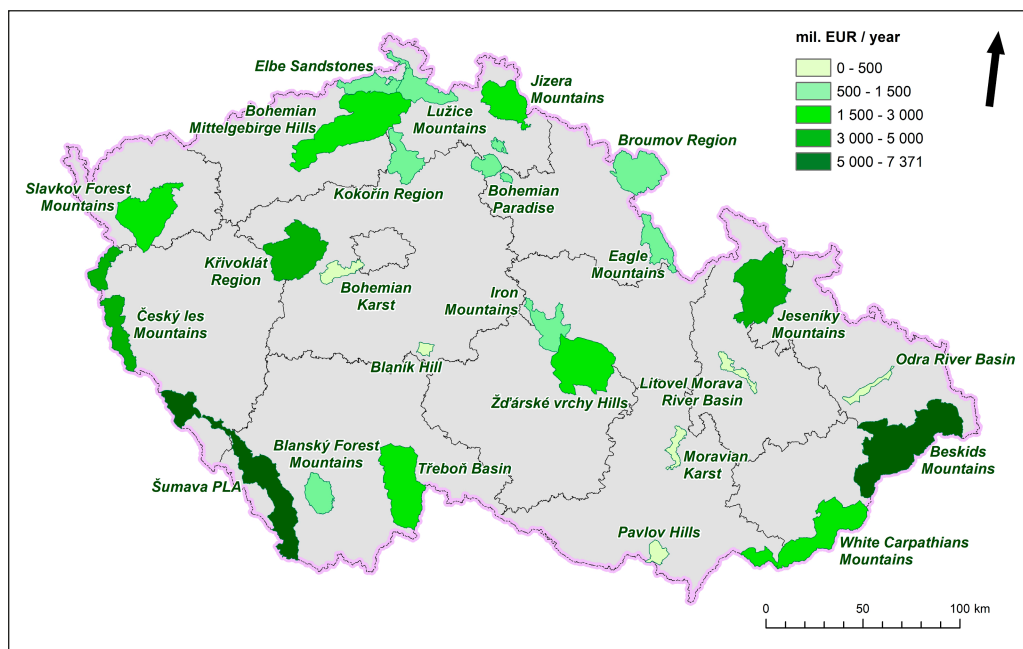 mil. EUR / year
0 - 500
500 - 1 500
1 500 - 3 000
3 000 - 5 000
5 000 - 7 371
Elbe Sandstones
Jizera
Mountains
Bohemian
Mittelgebirge Hills
Lužice
Mountains
Broumov Region
Slavkov Forest
Mountains
Kokořín Region
Bohemian
Paradise
Křivoklát
Region
Bohemian
Karst
Eagle
Mountains
Iron
Mountains
Český les
Mountains
Jeseníky
Mountains
Blaník Hill
Odra River Basin
Žďárské vrchy Hills
Litovel Morava
River Basin
Blanský Forest
Mountains
Třeboň Basin
Moravian
Karst
Beskids
Mountains
Šumava PLA
Pavlov Hills
White Carpathians
Mountains
0 50 100 km